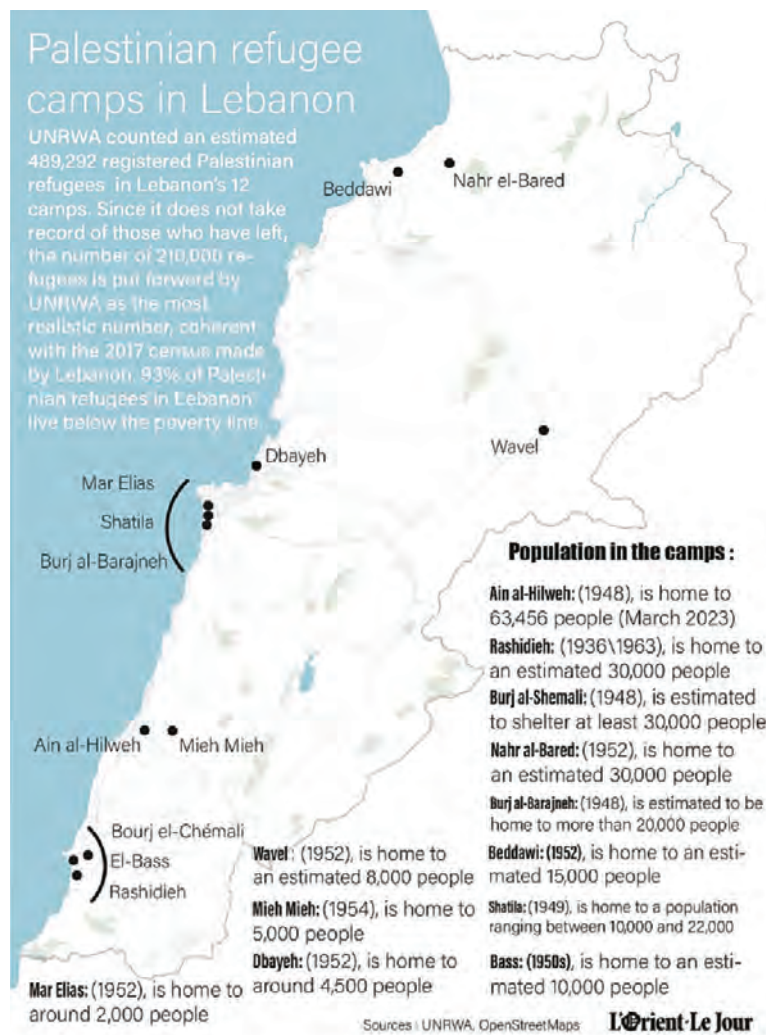 Palestinian refugee
camps in Lebanon
UNRWA counted an estimated
489,292 registered Palestinian
refugees in Lebanon's 12
camps. Since it does not take
record of those who have left,
the number of 210,000 re-
fugees is put forward by
UNRWA as the most
realistic number, coherent
with the 2017 census made
by Lebanon. 93% of Palesti-
nian refugees in Lebanon
live below the poverty line
Beddawi
Nahr el-Bared
Wavel
Dbayeh
Mar Elias
Shatila
Burj al-Barajneh
Ain al-Hilweh
Mieh Mieh
Bourj el-Chémali
El-Bass
Rashidieh
Population in the camps :
Ain al-Hilweh: (1948), is home to
63,456 people (March 2023)
Rashidieh: (1936\1963), is home to
an estimated 30,000 people
Burj al-Shemali: (1948), is estimated
to shelter at least 30,000 people
Nahr al-Bared: (1952), is home to
an estimated 30,000 people
Burj al-Barajneh: (1948), is estimated to be
home to more than 20,000 people
Beddawi: (1952), is home to an esti-
mated 15,000 people
Shatila: (1949), is home to a population
ranging between 10,000 and 22,000
Bass: (1950s), is home to an esti-
mated 10,000 people
Wavel : (1952), is home to
an estimated 8,000 people
Mieh Mieh: (1954), is home to
5,000 people
Dbayeh: (1952), is home to
around 4,500 people
Mar Elias: (1952), is home to
around 2,000 people
Sources : UNRWA, OpenStreetMaps
L'Orient-Le Jour